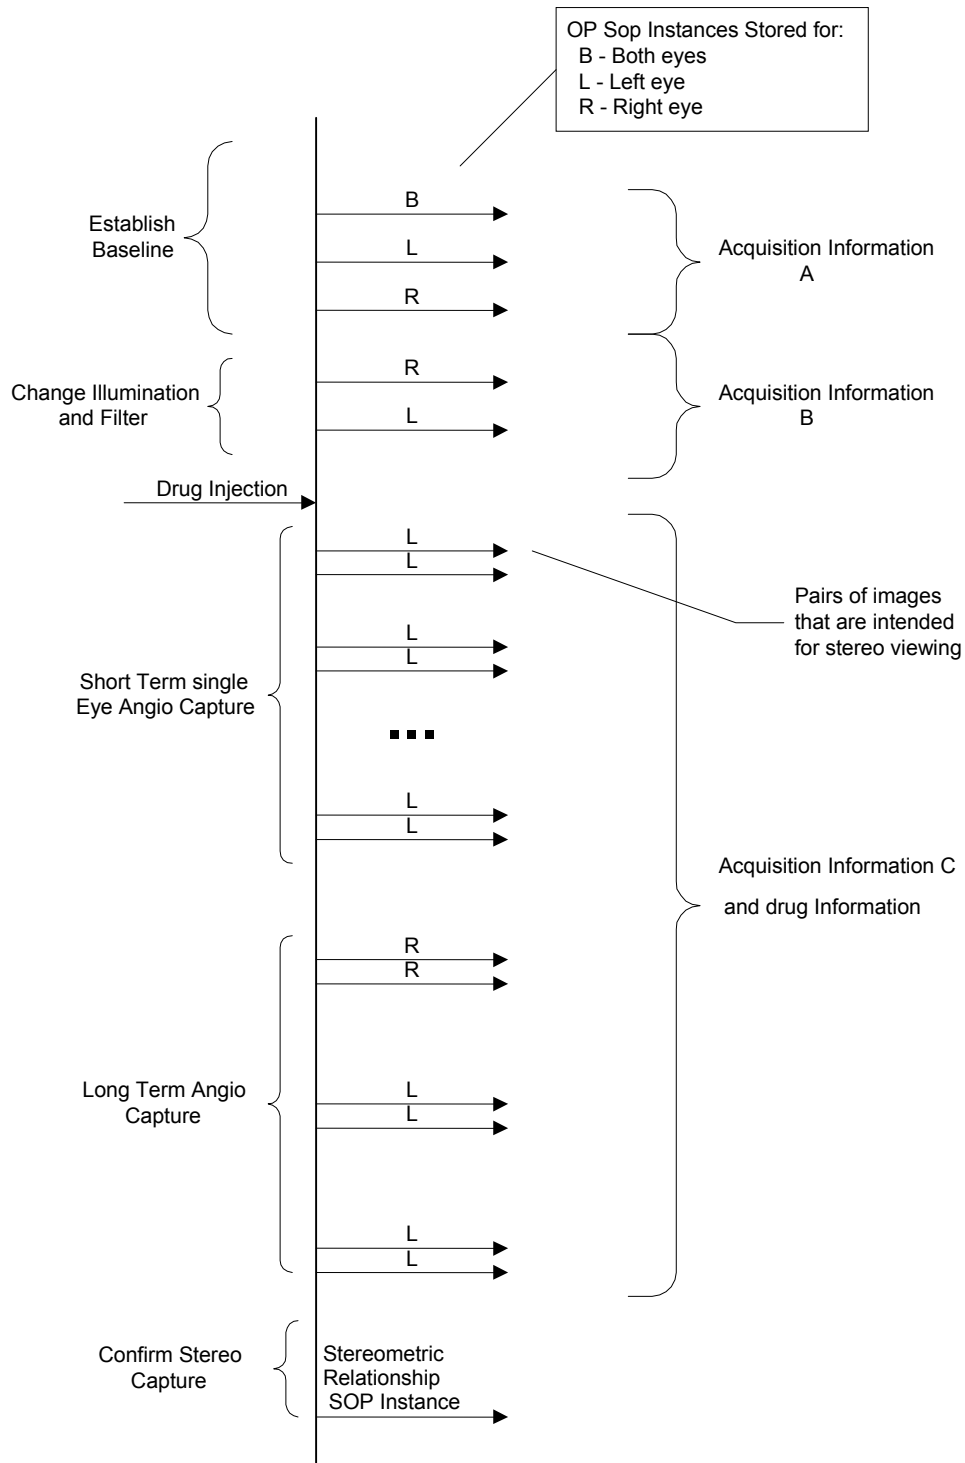 OP Sop Instances Stored for:
B - Both eyes
L - Left eye
R - Right eye
Establish
Baseline
B
L
R
Acquisition Information
A
Change Illumination
and Filter
R
L
Acquisition Information
B
Drug Injection
L
L
Pairs of images
that are intended
for stereo viewing
Short Term single
Eye Angio Capture
L
L
L
L
Acquisition Information C
and drug Information
R
R
Long Term Angio
Capture
L
L
L
L
Confirm Stereo
Capture
Stereometric
Relationship
SOP Instance